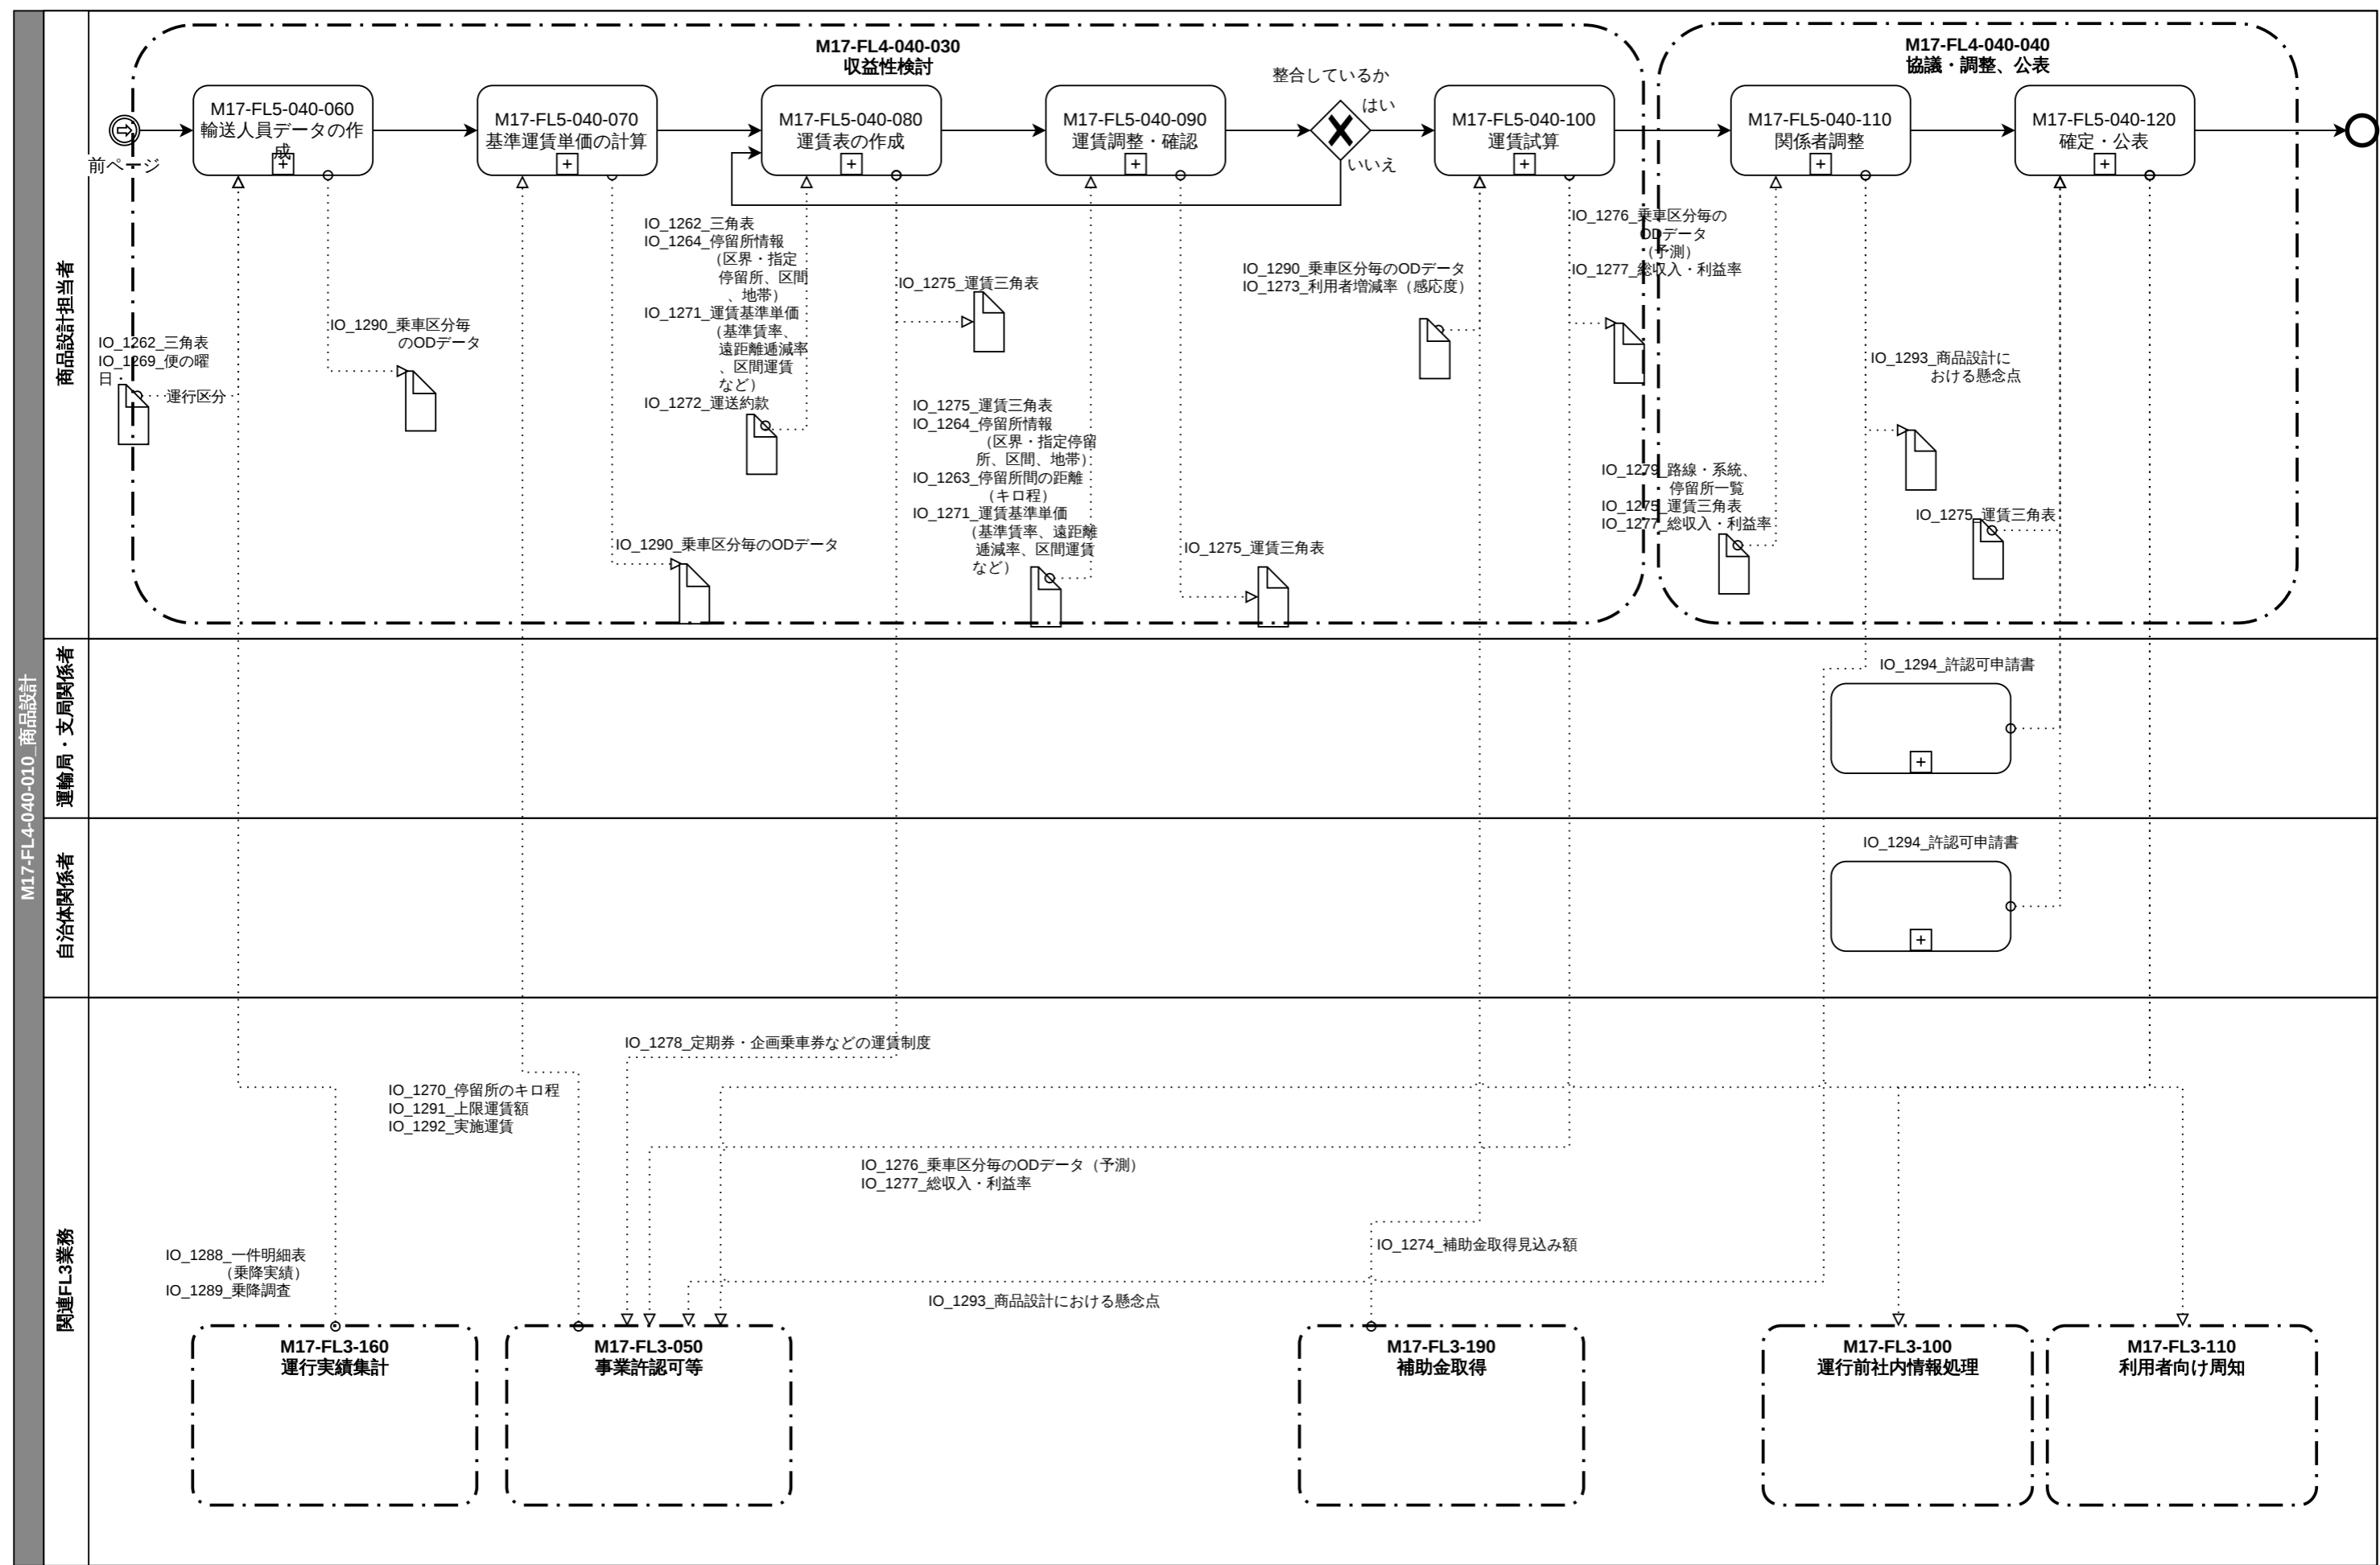 M17-FL4-040-010_商品設計
商品設計担当者
M17-FL4-040-030
収益性検討
M17-FL4-040-040
協議・調整、公表
前ページ
M17-FL5-040-060
輸送人員データの作
成
M17-FL5-040-070
基準運賃単価の計算
M17-FL5-040-080
運賃表の作成
M17-FL5-040-090
運賃調整・確認
整合しているか
はい
いいえ
M17-FL5-040-100
運賃試算
M17-FL5-040-110
関係者調整
M17-FL5-040-120
確定・公表
IO_1262_三角表
IO_1269_便の曜
日・
運行区分
IO_1290_乗車区分毎
のODデータ
IO_1290_乗車区分毎のODデータ
IO_1262_三角表
IO_1264_停留所情報
（区界・指定
停留所、区間
、地帯）
IO_1271_運賃基準単価
（基準賃率、
遠距離逓減率
、区間運賃
など）
IO_1272_運送約款
IO_1275_運賃三角表
IO_1275_運賃三角表
IO_1264_停留所情報
（区界・指定停留
所、区間、地帯）
IO_1263_停留所間の距離
（キロ程）
IO_1271_運賃基準単価
（基準賃率、遠距離
逓減率、区間運賃
など）
IO_1275_運賃三角表
IO_1290_乗車区分毎のODデータ
IO_1273_利用者増減率（感応度）
IO_1276_乗車区分毎の
ODデータ
（予測）
IO_1277_総収入・利益率
IO_1279_路線・系統、
停留所一覧
IO_1275_運賃三角表
IO_1277_総収入・利益率
IO_1293_商品設計に
おける懸念点
IO_1275_運賃三角表
運輸局・支局関係者
IO_1294_許認可申請書
自治体関係者
IO_1294_許認可申請書
関連FL3業務
IO_1278_定期券・企画乗車券などの運賃制度
IO_1270_停留所のキロ程
IO_1291_上限運賃額
IO_1292_実施運賃
IO_1276_乗車区分毎のODデータ（予測）
IO_1277_総収入・利益率
IO_1288_一件明細表
（乗降実績）
IO_1289_乗降調査
IO_1274_補助金取得見込み額
IO_1293_商品設計における懸念点
M17-FL3-160
運行実績集計
M17-FL3-050
事業許認可等
M17-FL3-190
補助金取得
M17-FL3-100
運行前社内情報処理
M17-FL3-110
利用者向け周知